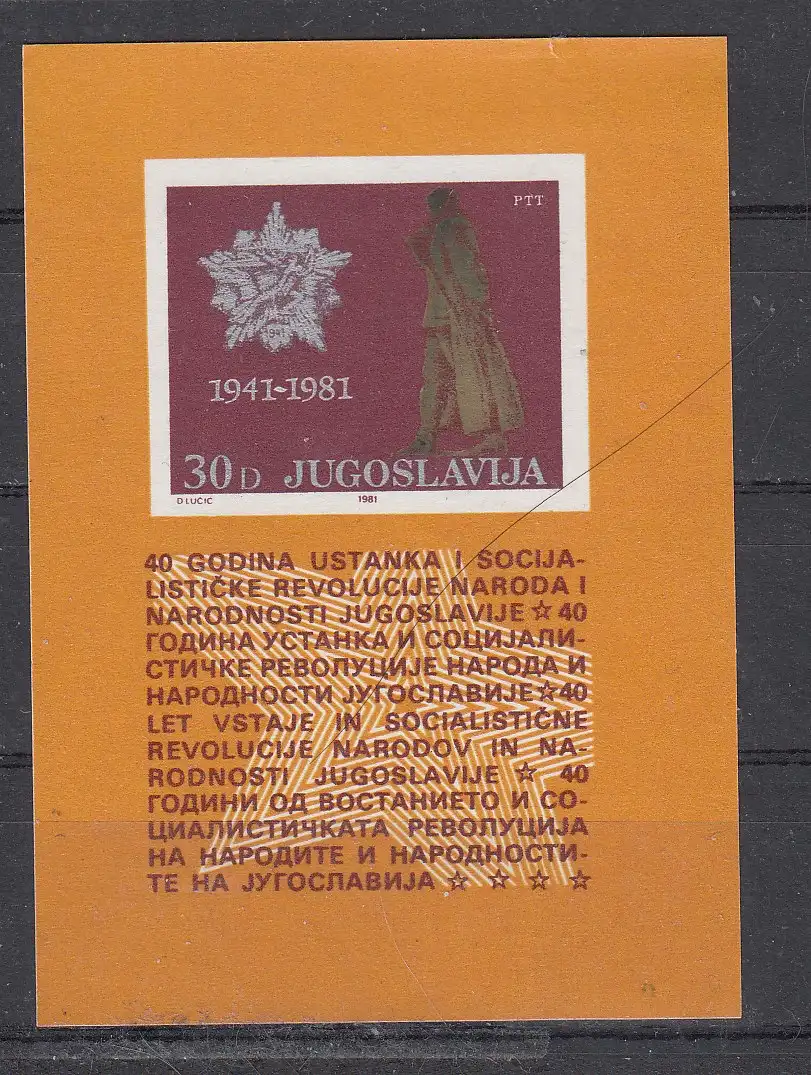 PTT
1941
1941-1981
30 D JUGOSLAVIJA
D LUČIĆ 1981
40 GODINA USTANKA I SOCIJA-
LISTIČKE REVOLUCIJE NARODA I
NARODNOSTI JUGOSLAVIJE ☆ 40
ГОДИНА УСТАНКА И СОЦИЈАЛИ-
СТИЧКЕ РЕВОЛУЦИЈЕ НАРОДА И
НАРОДНОСТИ ЈУГОСЛАВИЈЕ ☆ 40
LET VSTAJE IN SOCIALISTIČNE
REVOLUCIJE NARODOV IN NA-
RODNOSTI JUGOSLAVIJE ☆ 40
ГОДИНИ ОД ВОСТАНИЕТО И СО-
ЦИАЛИСТИЧКАТА РЕВОЛУЦИЈА
НА НАРОДИТЕ И НАРОДНОСТИ-
ТЕ НА ЈУГОСЛАВИЈА ☆ ☆ ☆ ☆